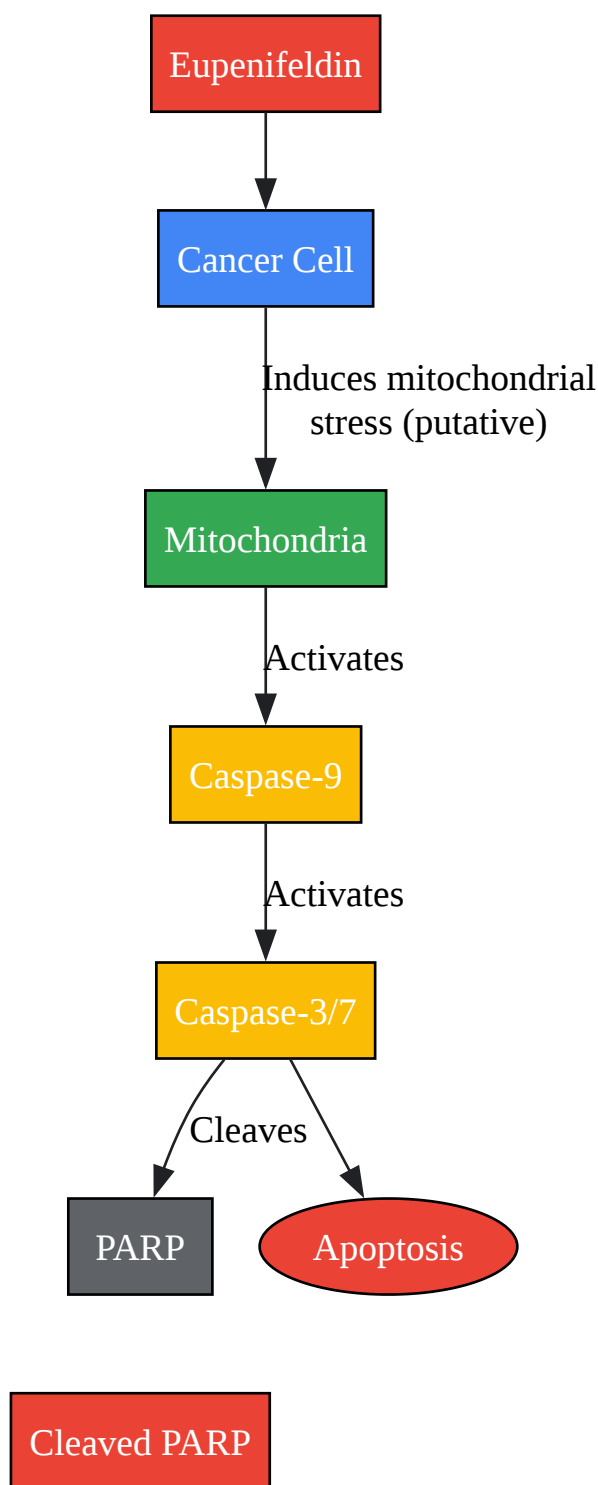 Eupenifeldin
Cancer Cell
Induces mitochondrial
stress (putative)
Mitochondria
Activates
Caspase-9
Activates
Caspase-3/7
Cleaves
PARP
Apoptosis
Cleaved PARP